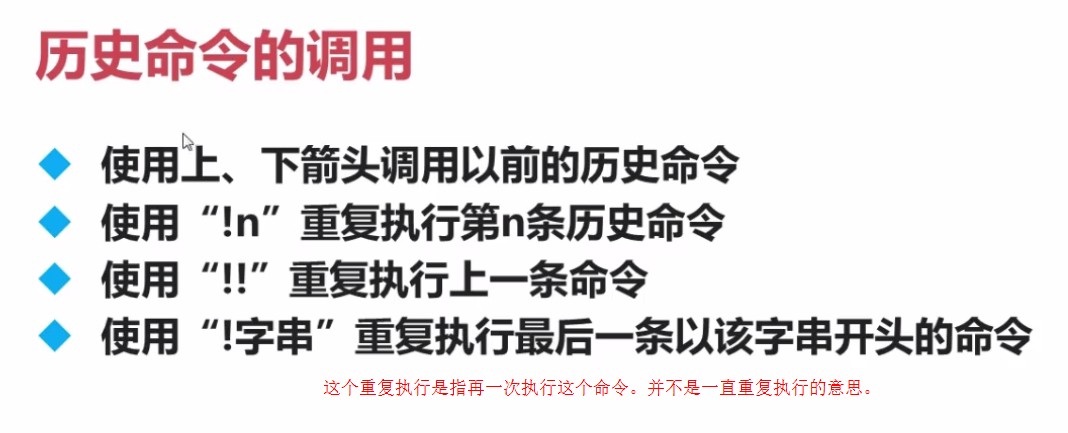 历史命令的调用
使用上、下箭头调用以前的历史命令
使用“!n”重复执行第n条历史命令
使用“!!”重复执行上一条命令
使用“!字串”重复执行最后一条以该字串开头的命令
这个重复执行是指再一次执行这个命令。并不是一直重复执行的意思。